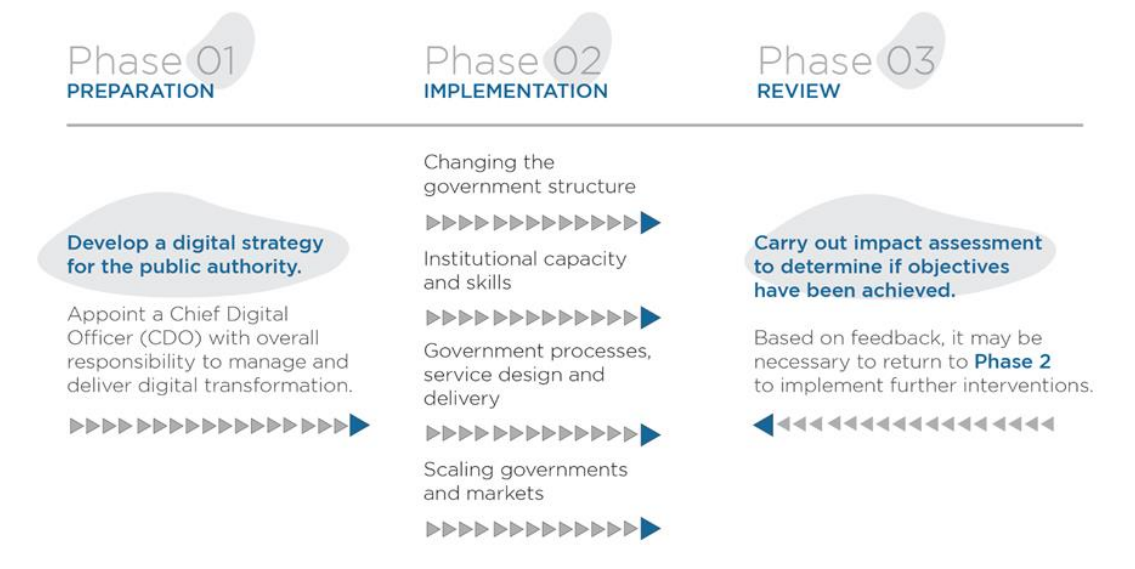 Phase 01
PREPARATION
Develop a digital strategy
for the public authority.
Appoint a Chief Digital
Officer (CDO) with overall
responsibility to manage and
deliver digital transformation.
Phase 02
IMPLEMENTATION
Changing the
government structure
Institutional capacity
and skills
Government processes,
service design and
delivery
Scaling governments
and markets
Phase 03
REVIEW
Carry out impact assessment
to determine if objectives
have been achieved.
Based on feedback, it may be
necessary to return to Phase 2
to implement further interventions.